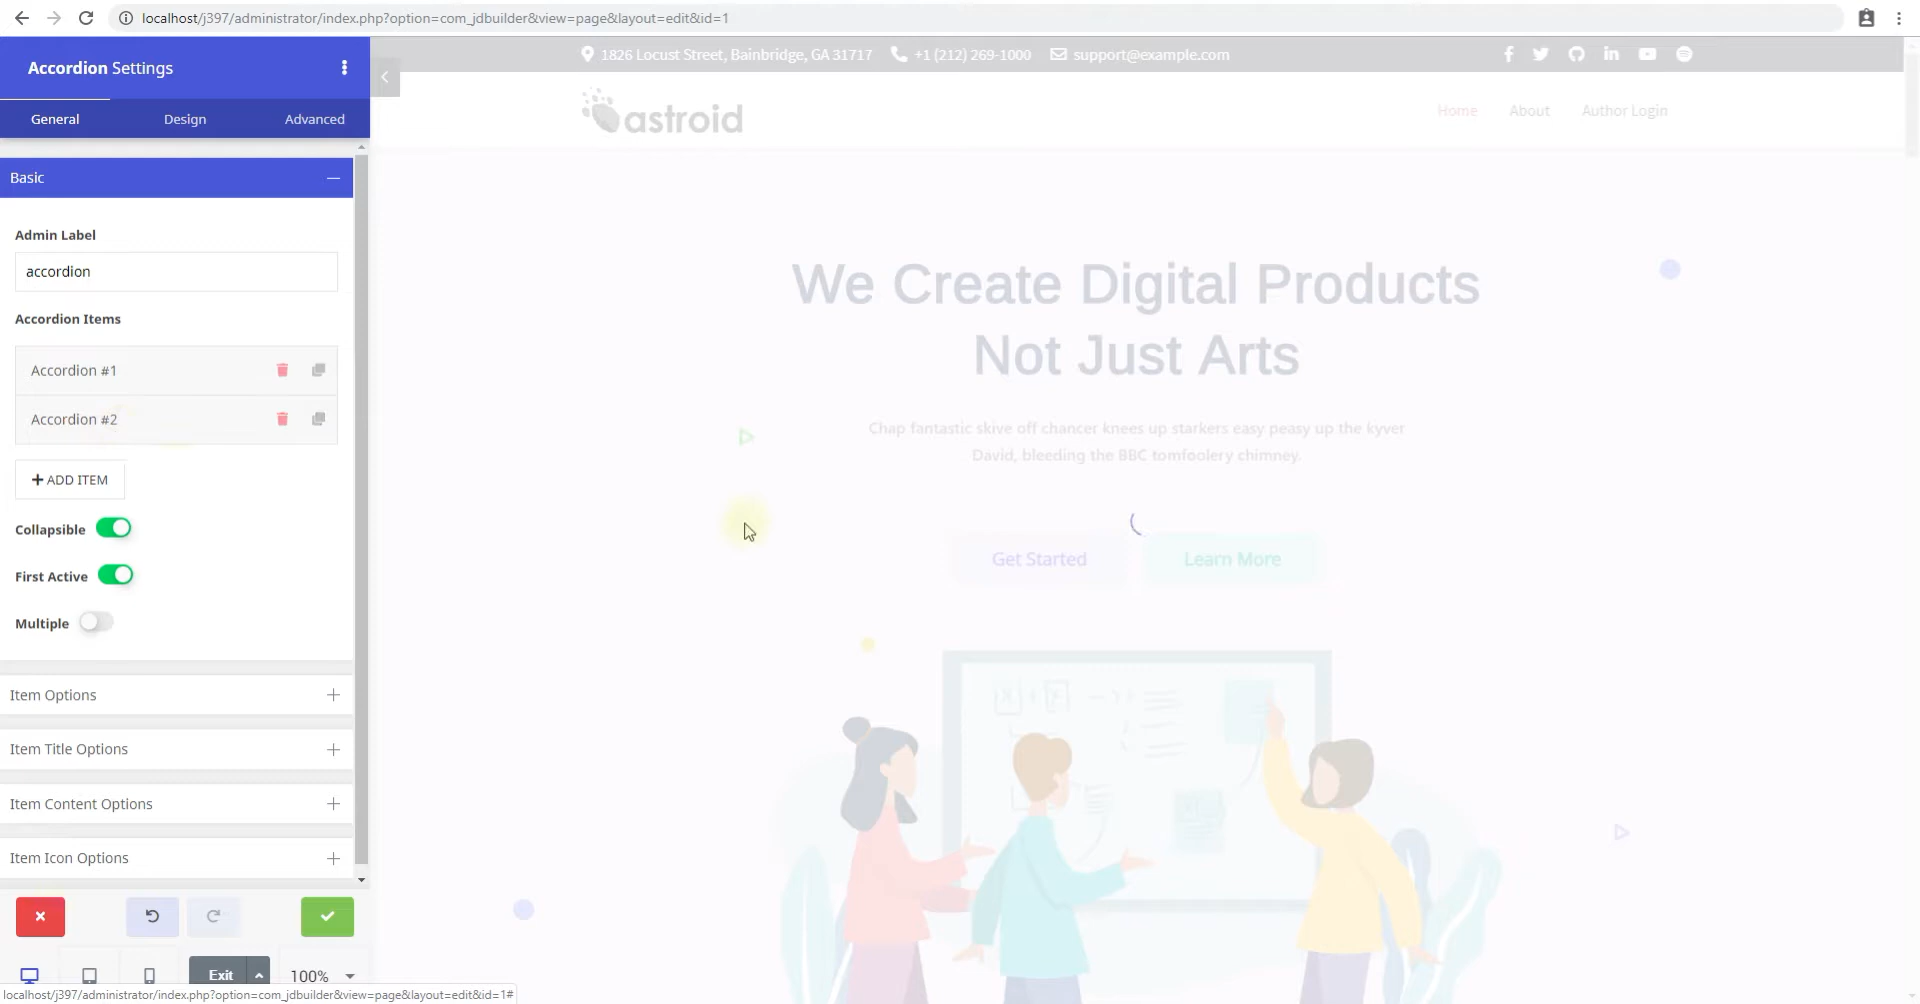 localhost/j397/administrator/index.php?option=com_jdbuilder&view=page&layout=edit&id=1
Accordion Settings
General Design Advanced
Basic
Admin Label
accordion
Accordion Items
Accordion #1
Accordion #2
ADD ITEM
Collapsible
First Active
Multiple
Item Options
Item Title Options
Item Content Options
Item Icon Options
Exit 100%
localhost/j397/administrator/index.php?option=com_jdbuilder&view=page&layout=edit&id=1#
1826 Locust Street, Bainbridge, GA 31717 +1 (212) 269-1000 support@example.com
astroid
Home About Author Login
We Create Digital Products
Not Just Arts
Chap fantastic skive off chancer knees up starkers easy peasy up the kyver
David, bleeding the BBC tomfoolery chimney.
Get Started Learn More